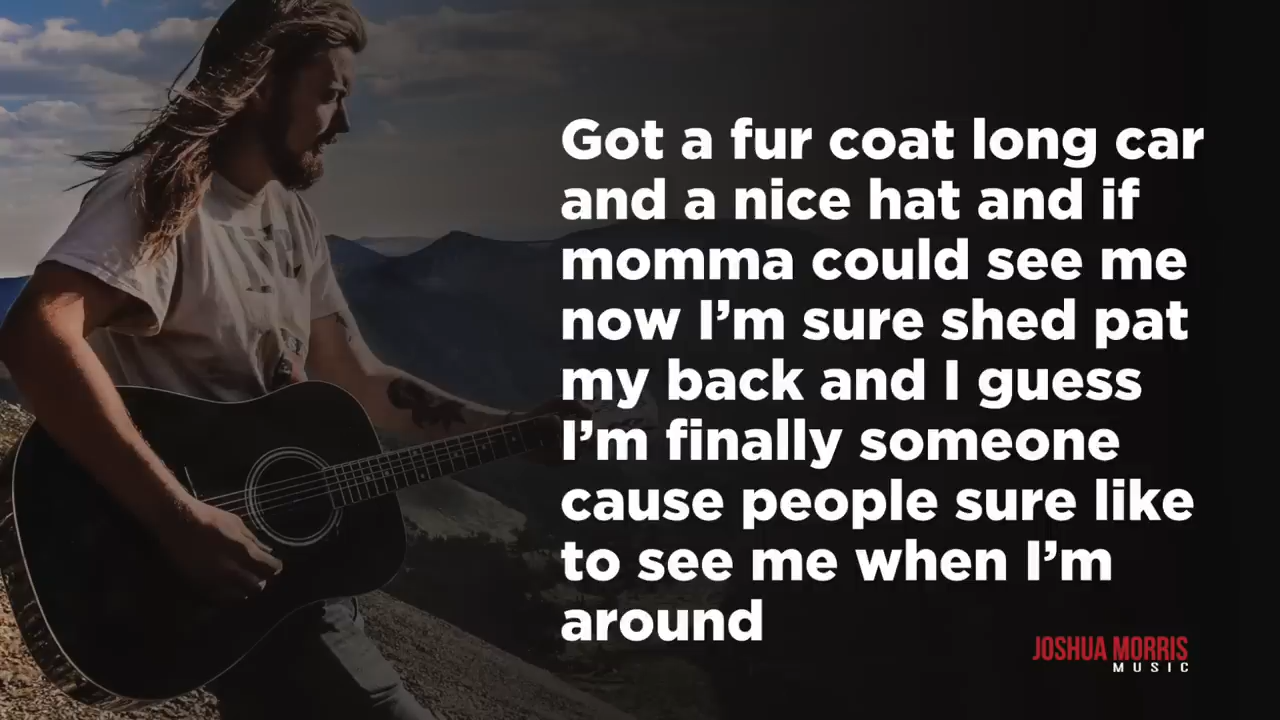 Got a fur coat long car
and a nice hat and if
momma could see me
now I’m sure shed pat
my back and I guess
I’m finally someone
cause people sure like
to see me when I’m
around
JOSHUA MORRIS
MUSIC